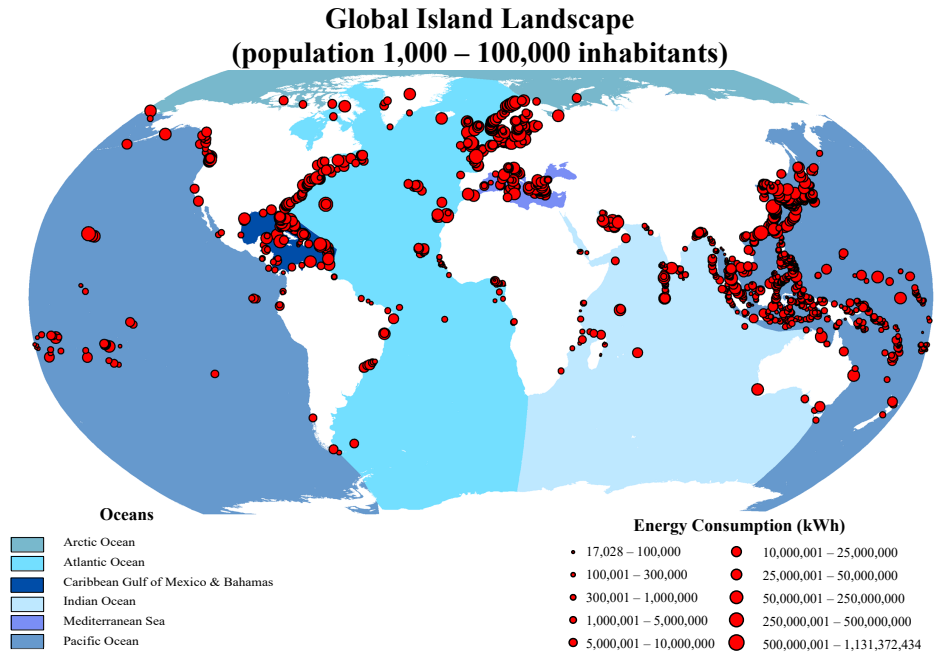 Global Island Landscape
(population 1,000 – 100,000 inhabitants)
Oceans
Arctic Ocean
Atlantic Ocean
Caribbean Gulf of Mexico & Bahamas
Indian Ocean
Mediterranean Sea
Pacific Ocean
Energy Consumption (kWh)
17,028 – 100,000
100,001 – 300,000
300,001 – 1,000,000
1,000,001 – 5,000,000
5,000,001 – 10,000,000
10,000,001 – 25,000,000
25,000,001 – 50,000,000
50,000,001 – 250,000,000
250,000,001 – 500,000,000
500,000,001 – 1,131,372,434